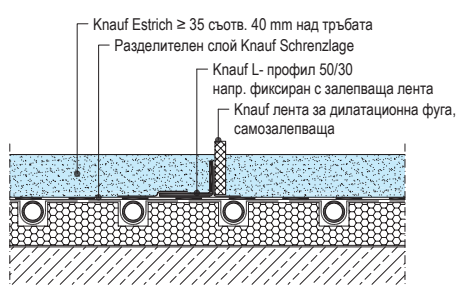 Knauf Estrich ≥ 35 съотв. 40 mm над тръбата
Разделителен слой Knauf Schrenzlage
Knauf L- профил 50/30
напр. фиксиран с залепваща лента
Knauf лента за дилатационна фуга,
самозалепваща